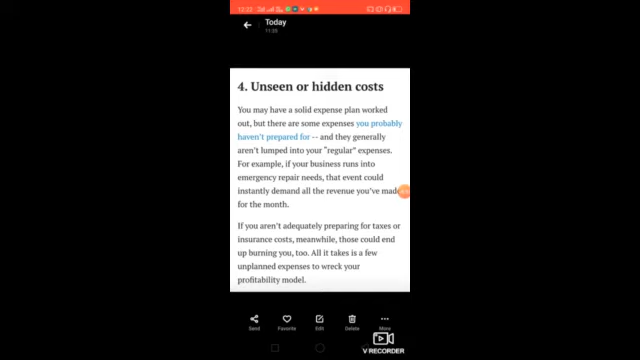 12:23
Today
11:20
4. Unseen or hidden costs
You may have a solid expense plan worked
out, but there are some expenses you probably
haven't prepared for -- and they generally
aren't lumped into your "regular" expenses.
For example, if your business runs into
emergency repair needs, that event could
instantly demand all the revenue you've made
for the month.
If you aren't adequately preparing for taxes or
insurance costs, meanwhile, those could end
up burning you, too. All it takes is a few
unplanned expenses to wreck your
profitability model.
Send Favorite Edit Delete More
V RECORDER